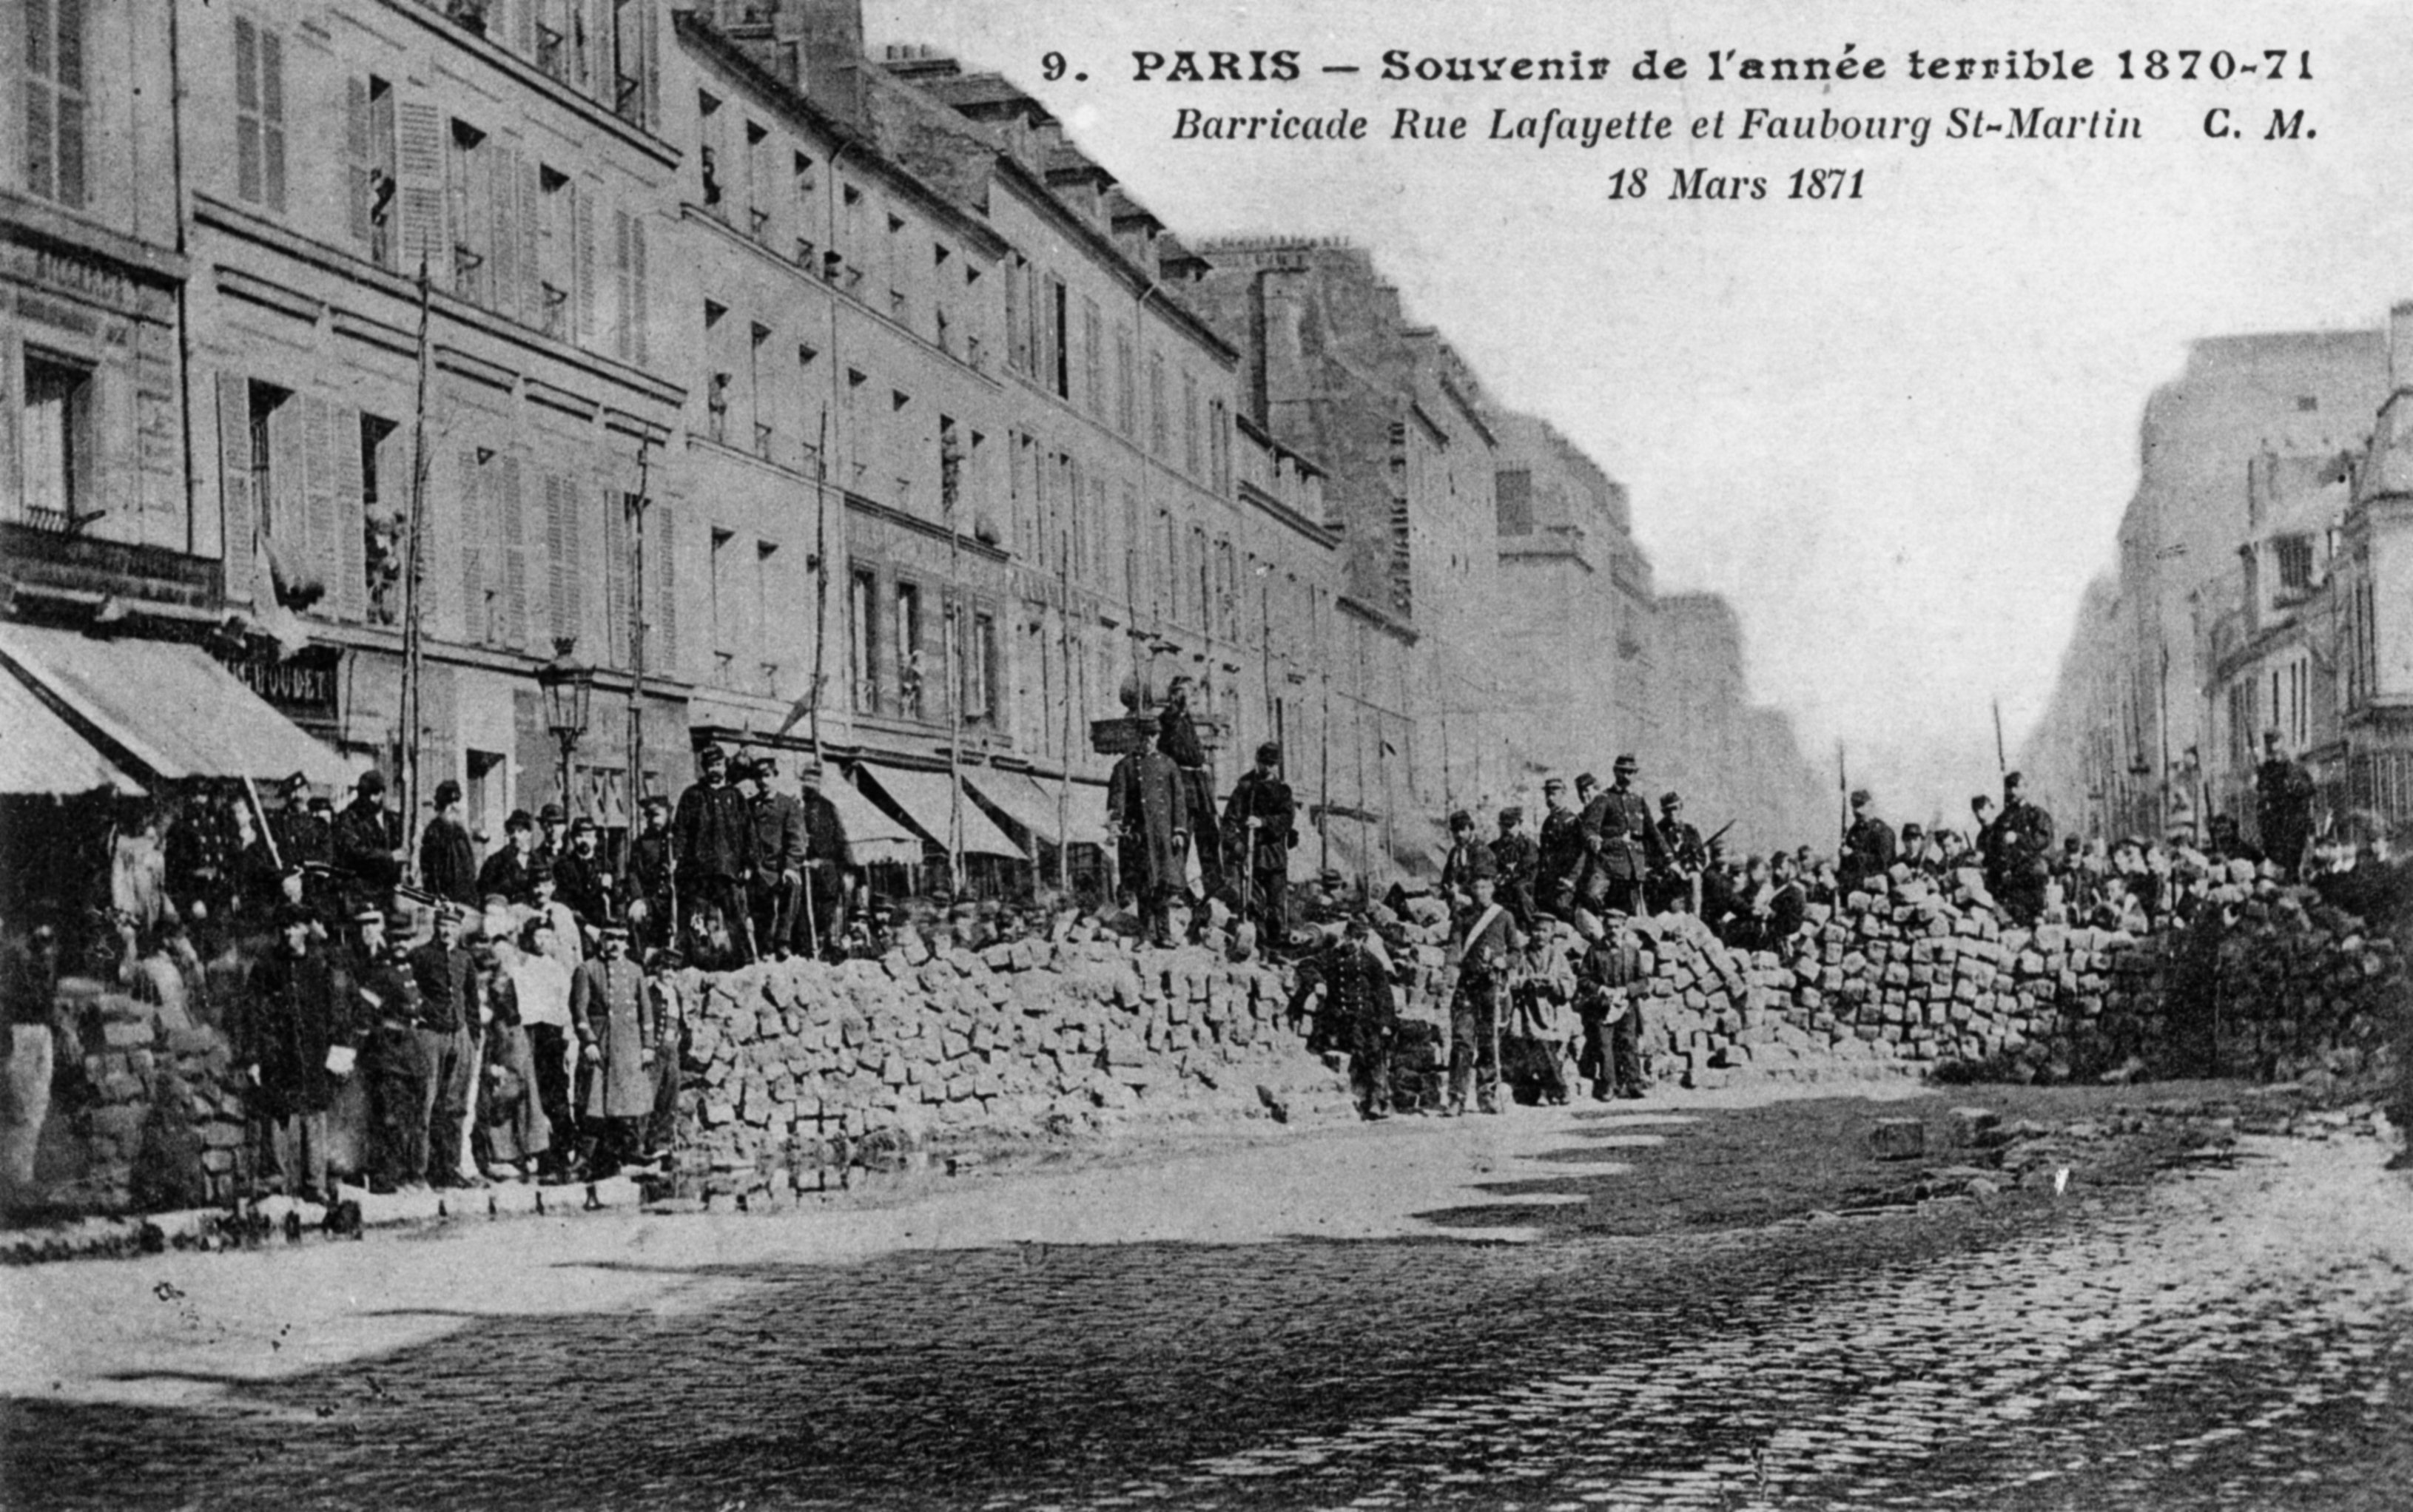 9. PARIS — Souvenir de l'année terrible 1870-71
Barricade Rue Lafayette et Faubourg St-Martin C. M.
18 Mars 1871